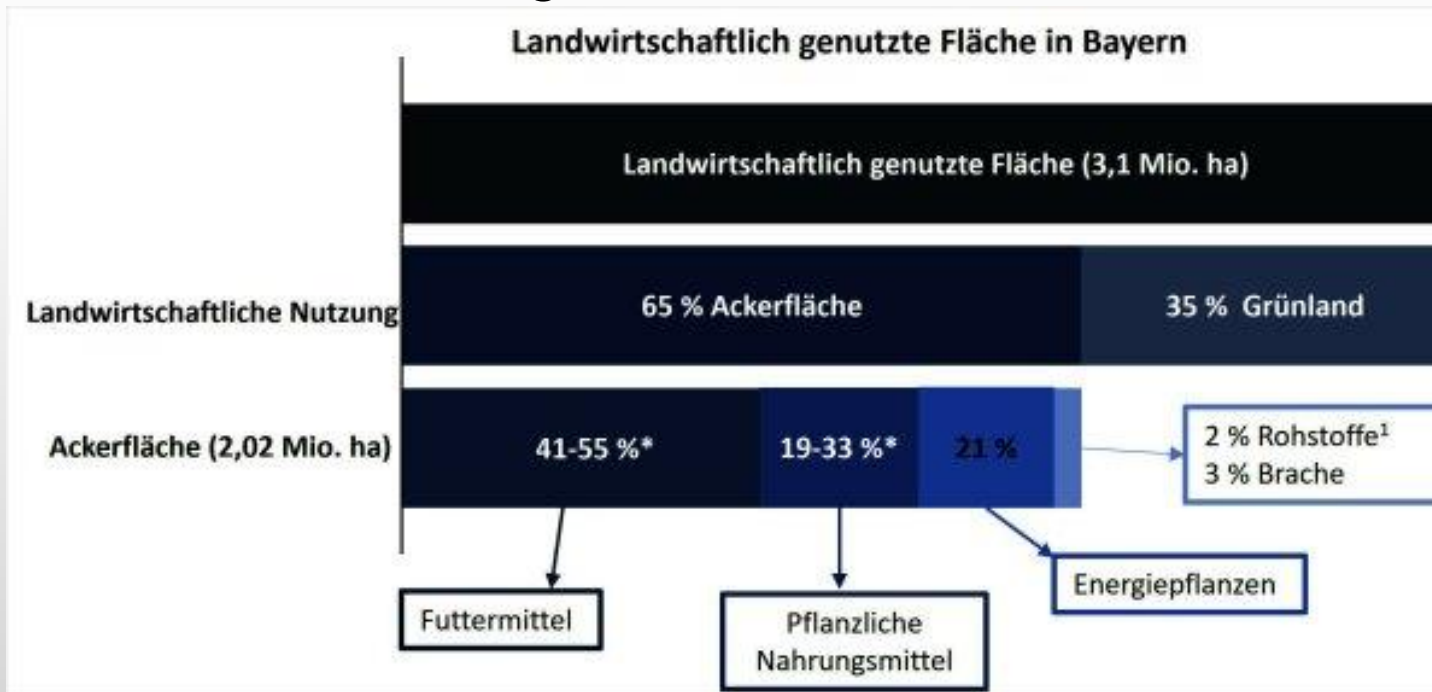 Landwirtschaftlich genutzte Fläche in Bayern
Landwirtschaftlich genutzte Fläche (3,1 Mio. ha)
Landwirtschaftliche Nutzung
65 % Ackerfläche
35 % Grünland
Ackerfläche (2,02 Mio. ha)
41-55 %*
19-33 %*
21 %
2 % Rohstoffe¹
3 % Brache
Futtermittel
Pflanzliche
Nahrungsmittel
Energiepflanzen